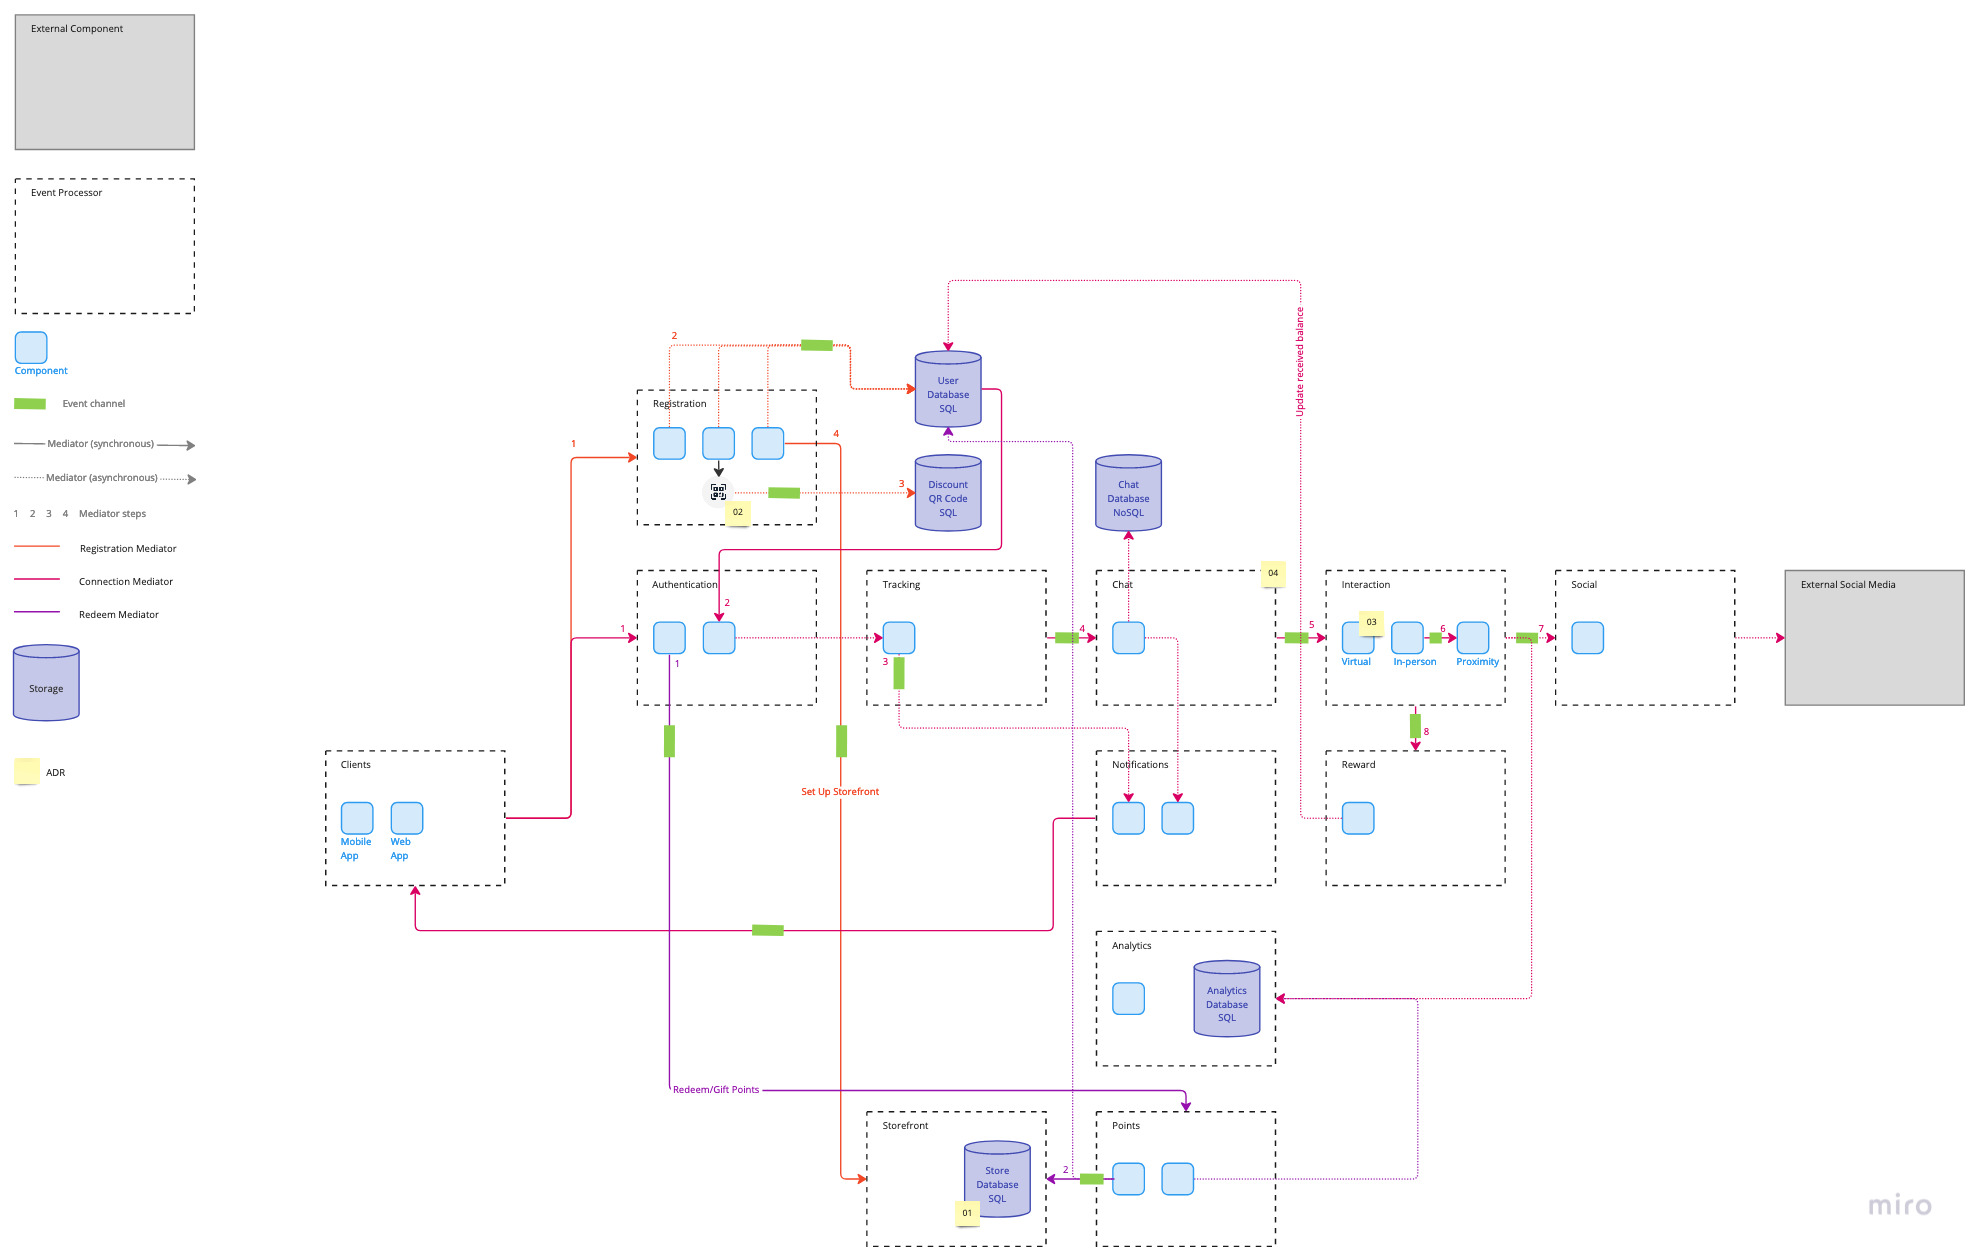 External Component
Event Processor
Component
Event channel
Mediator (synchronous)
Mediator (asynchronous)
1 2 3 4 Mediator steps
Registration Mediator
Connection Mediator
Redeem Mediator
Storage
ADR
Update received balance
2
User
Database
SQL
Registration
1
4
3
Discount
QR Code
SQL
02
Chat
Database
NoSQL
Authentication
2
1
1
Tracking
3
4
Chat
04
5
Interaction
03
Virtual
In-person
6
Proximity
7
8
Social
External Social Media
Clients
Mobile
App
Web
App
Set Up Storefront
Notifications
Reward
Analytics
Analytics
Database
SQL
Redeem/Gift Points
Storefront
Store
Database
SQL
01
2
Points
miro